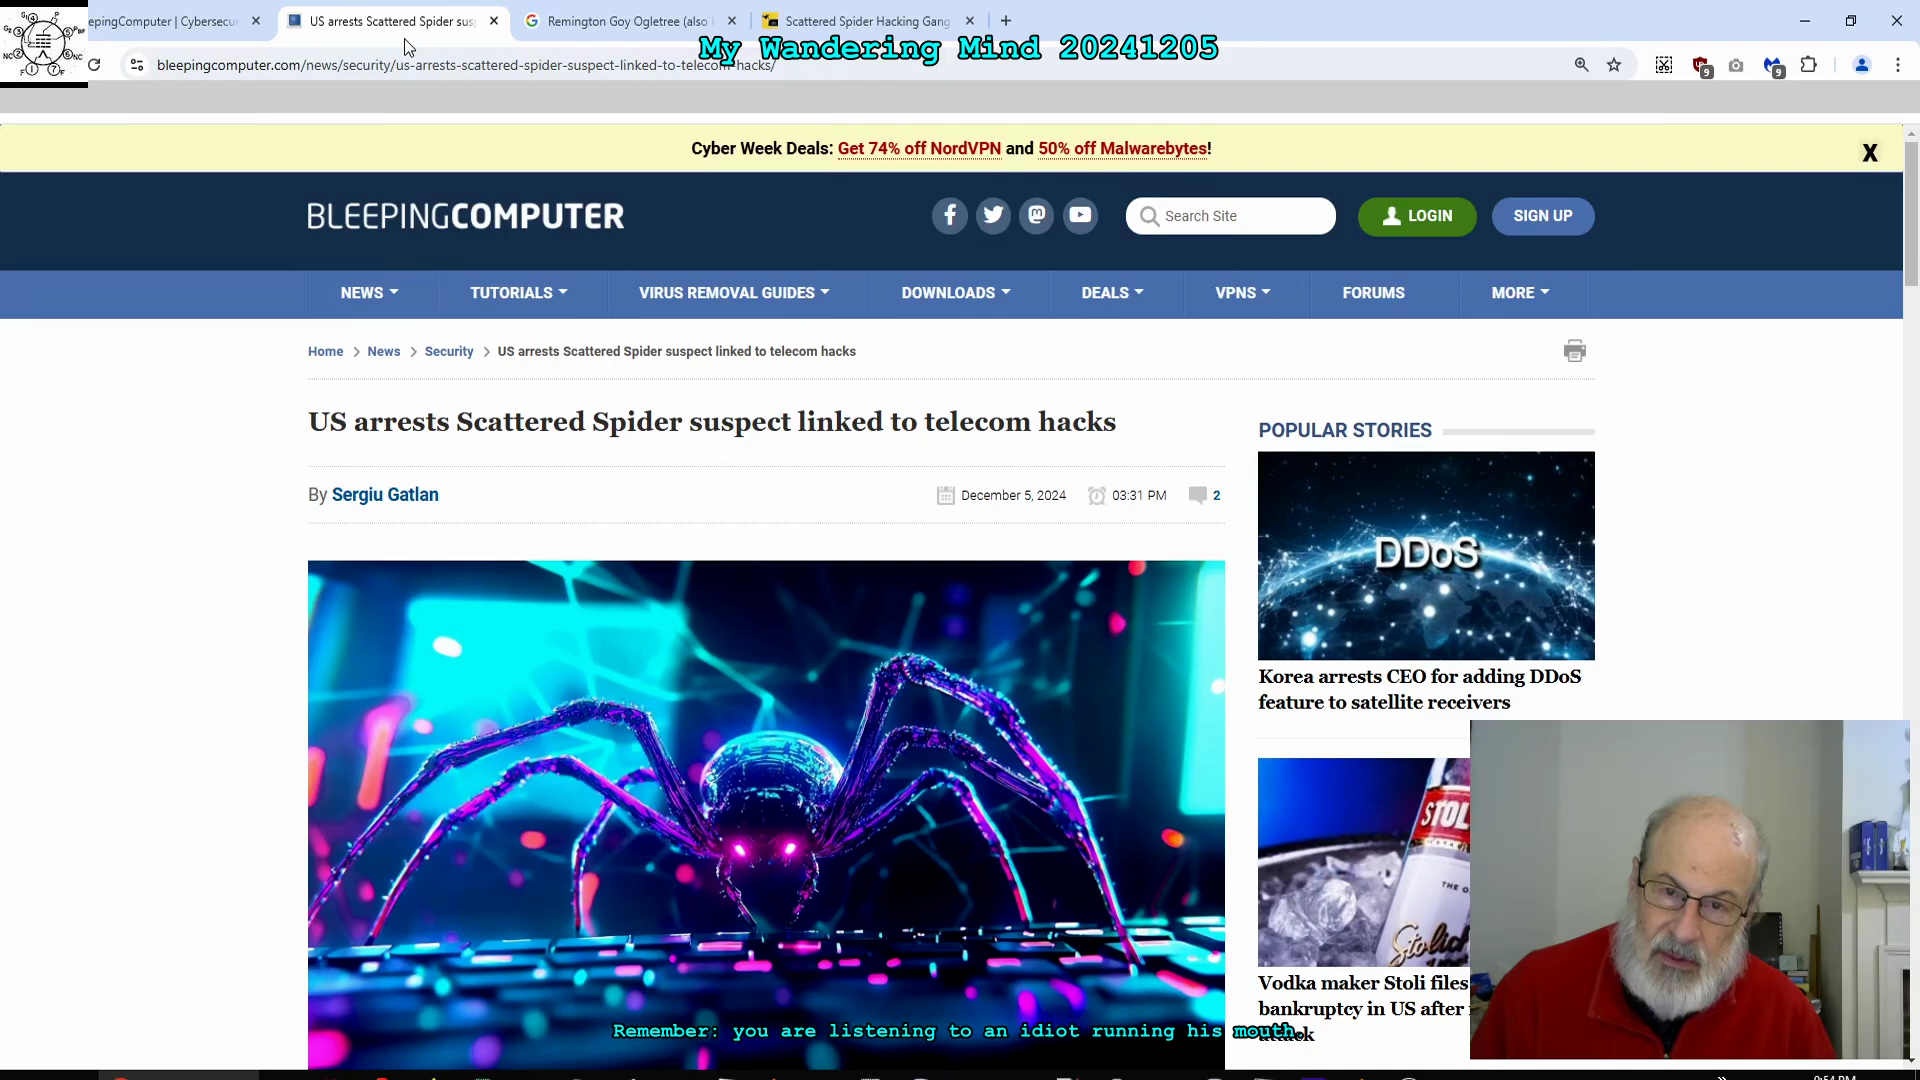 epingComputer | Cybersecu
US arrests Scattered Spider sus
Remington Goy Ogletree (also
Scattered Spider Hacking Gang
My Wandering Mind 20241205
bleepingcomputer.com/news/security/us-arrests-scattered-spider-suspect-linked-to-telecom-hacks/
9
9
Cyber Week Deals: Get 74% off NordVPN and 50% off Malwarebytes!
X
BLEEPINGCOMPUTER
Search Site
LOGIN
SIGN UP
NEWS
TUTORIALS
VIRUS REMOVAL GUIDES
DOWNLOADS
DEALS
VPNS
FORUMS
MORE
Home > News > Security > US arrests Scattered Spider suspect linked to telecom hacks
US arrests Scattered Spider suspect linked to telecom hacks
By Sergiu Gatlan
December 5, 2024
03:31 PM
2
POPULAR STORIES
DDoS
Korea arrests CEO for adding DDoS
feature to satellite receivers
STOL
THE O
Stolich
Vodka maker Stoli files
bankruptcy in US after
attack
Remember: you are listening to an idiot running his mouth.